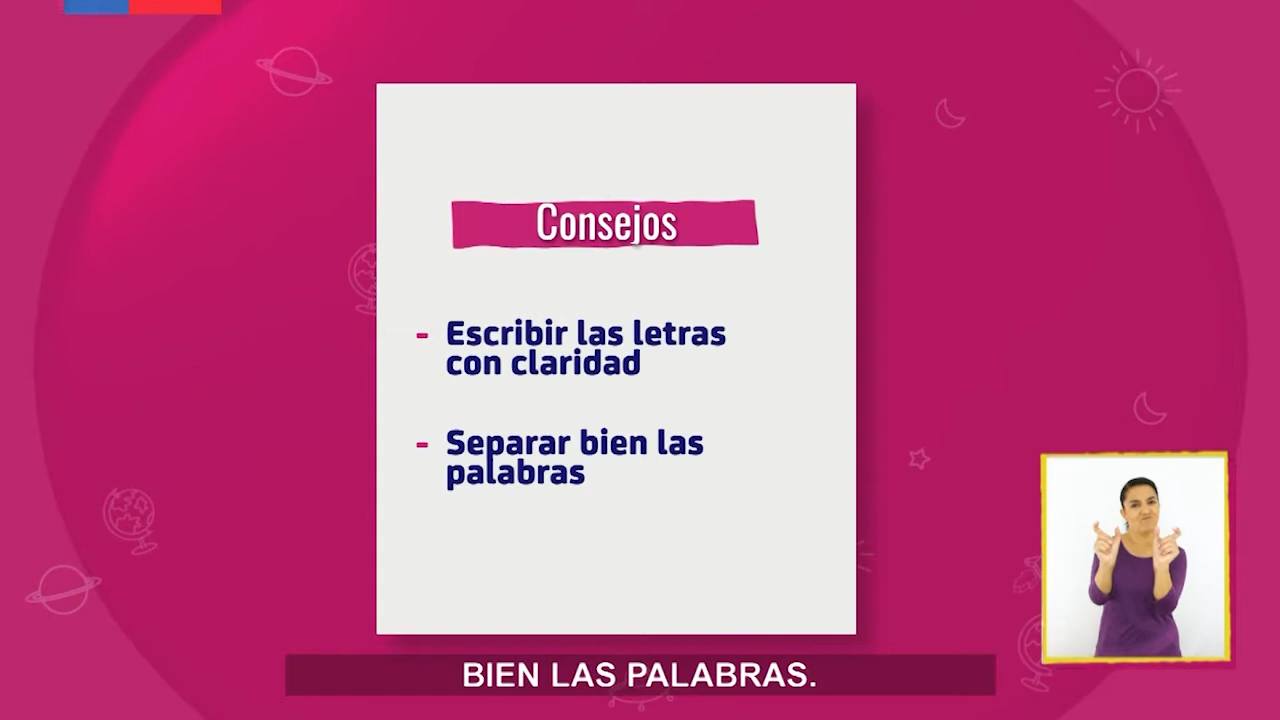 Consejos
- Escribir las letras
con claridad
- Separar bien las
palabras
BIEN LAS PALABRAS.